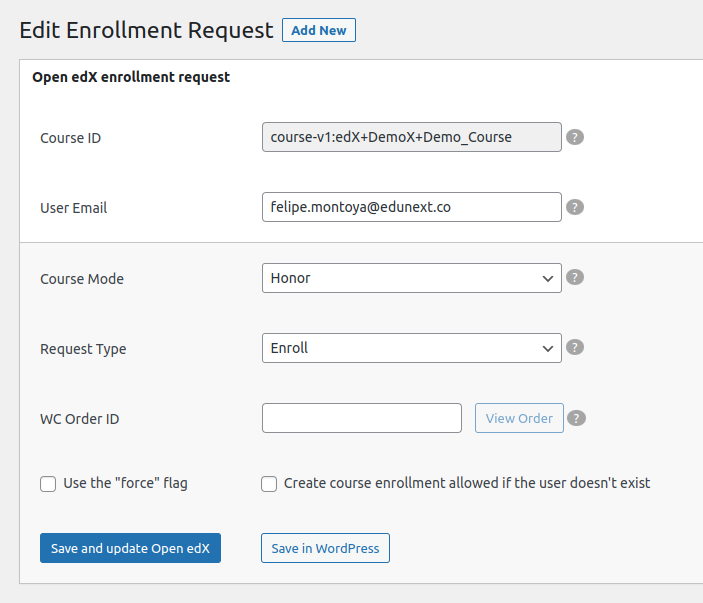 Edit Enrollment Request Add New
Open edX enrollment request
Course ID course-v1:edX+DemoX+Demo_Course ?
User Email felipe.montoya@edunext.co ?
Course Mode Honor ?
Request Type Enroll ?
WC Order ID View Order ?
Use the "force" flag Create course enrollment allowed if the user doesn't exist
Save and update Open edX Save in WordPress